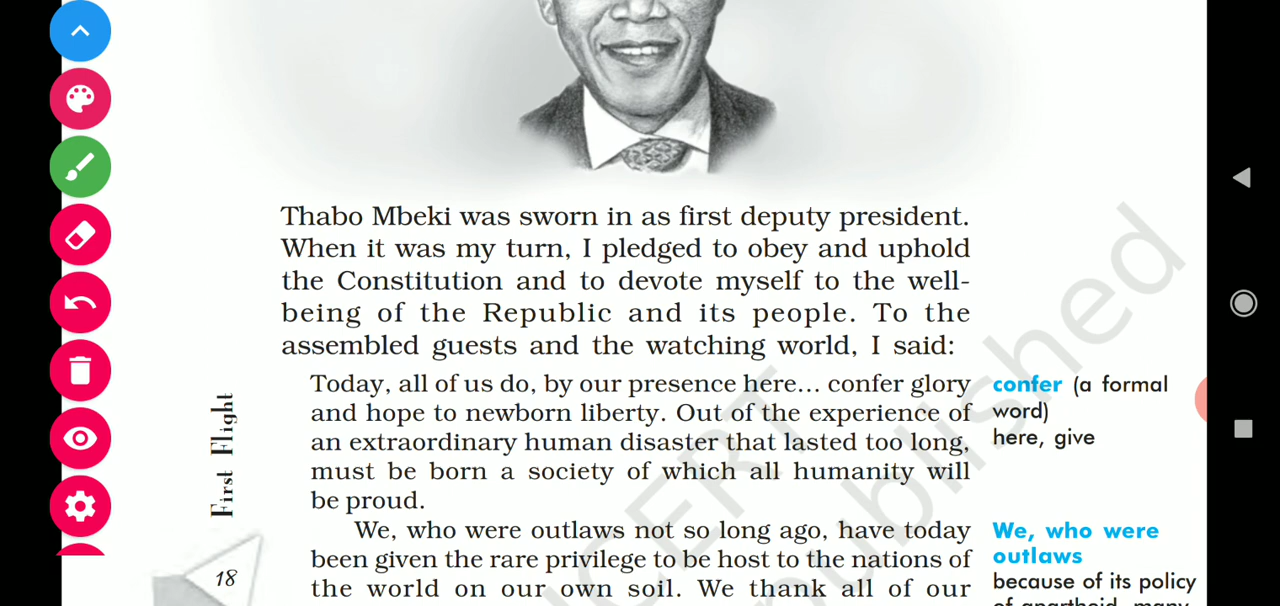 Thabo Mbeki was sworn in as first deputy president.
When it was my turn, I pledged to obey and uphold
the Constitution and to devote myself to the well-
being of the Republic and its people. To the
assembled guests and the watching world, I said:
Today, all of us do, by our presence here... confer glory
and hope to newborn liberty. Out of the experience of
an extraordinary human disaster that lasted too long,
must be born a society of which all humanity will
be proud.
We, who were outlaws not so long ago, have today
been given the rare privilege to be host to the nations of
the world on our own soil. We thank all of our
confer (a formal
word)
here, give
We, who were
outlaws
because of its policy
of apartheid, many
First Flight
18
NCERT
published